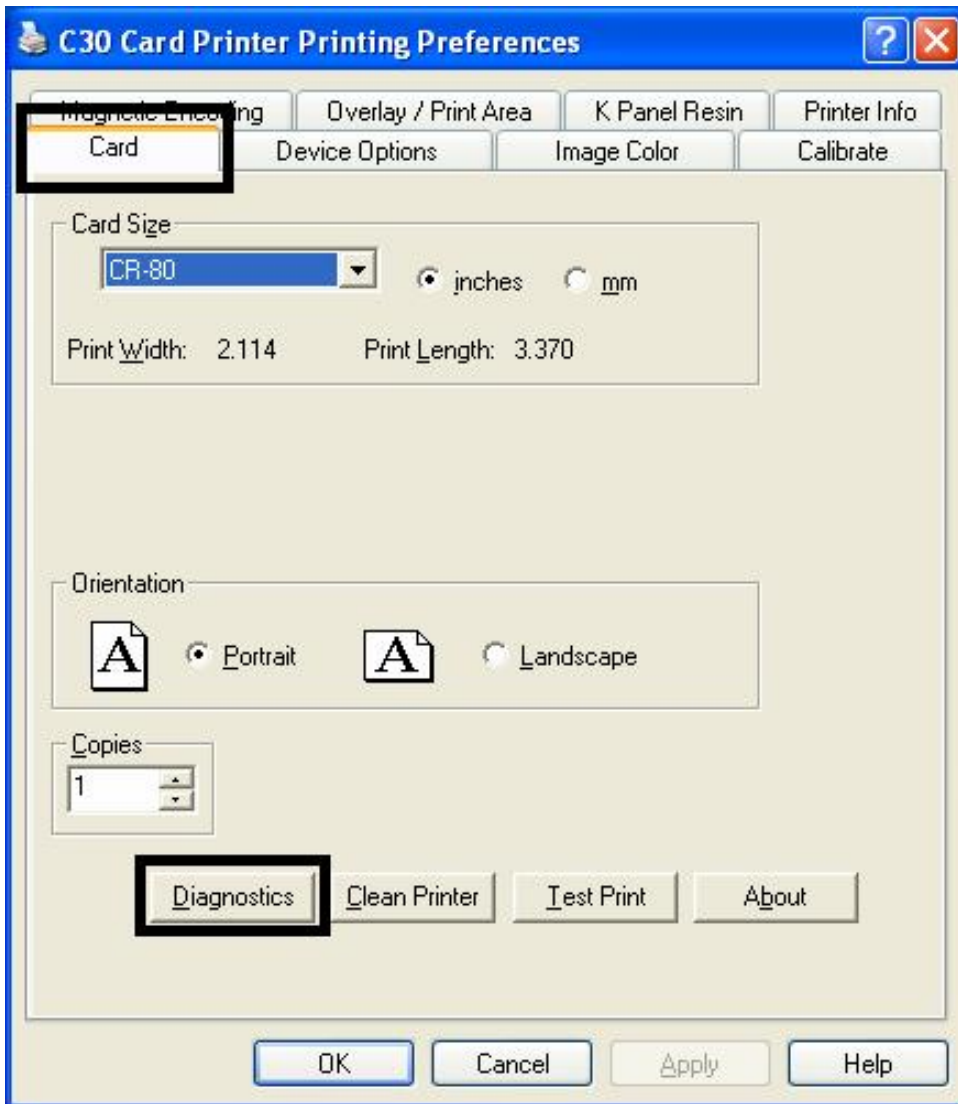 C30 Card Printer Printing Preferences
Magnetic Encoding Overlay / Print Area K Panel Resin Printer Info
Card Device Options Image Color Calibrate
Card Size
CR-80 inches mm
Print Width: 2.114 Print Length: 3.370
Orientation
A Portrait A Landscape
Copies
1
Diagnostics Clean Printer Test Print About
OK Cancel Apply Help